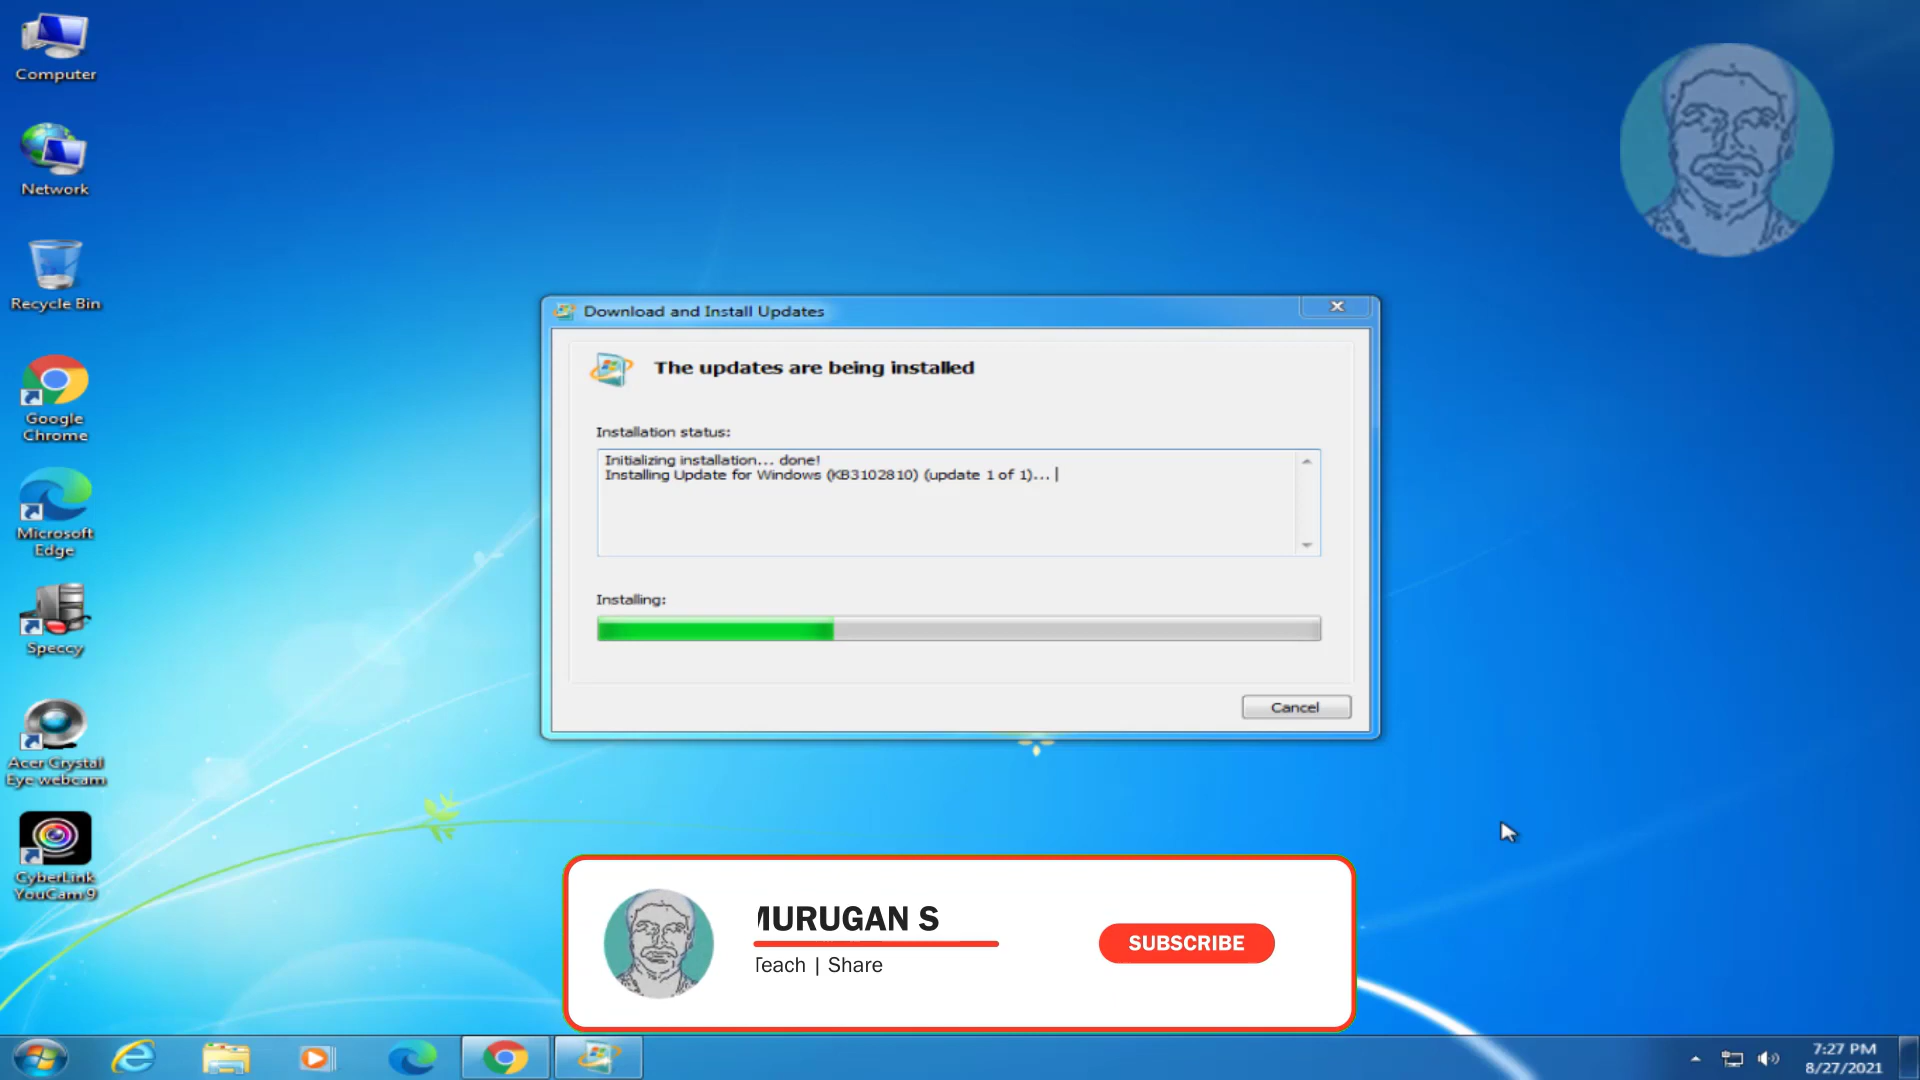 Computer
Network
Recycle Bin
Google
Chrome
Microsoft
Edge
Speccy
Acer Crystal
Eye webcam
CyberLink
YouCam 9
Download and Install Updates
The updates are being installed
Installation status:
Initializing installation... done!
Installing Update for Windows (KB3102810) (update 1 of 1)...
Installing:
Cancel
MURUGAN S
Teach | Share
SUBSCRIBE
7:27 PM
8/27/2021